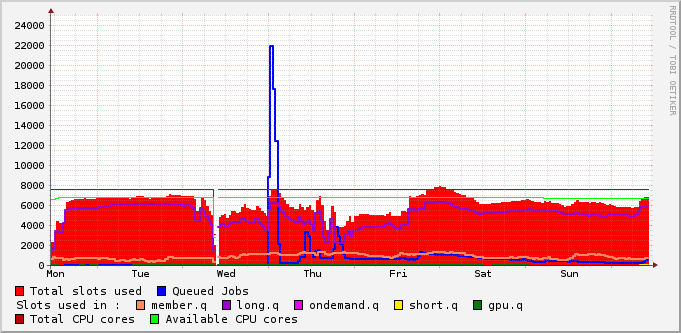 RRDTOOL / TOBI OETIKER
24000
22000
20000
18000
16000
14000
12000
10000
8000
6000
4000
2000
0
Mon Tue Wed Thu Fri Sat Sun
Total slots used Queued Jobs
Slots used in : member.q long.q ondemand.q short.q gpu.q
Total CPU cores Available CPU cores